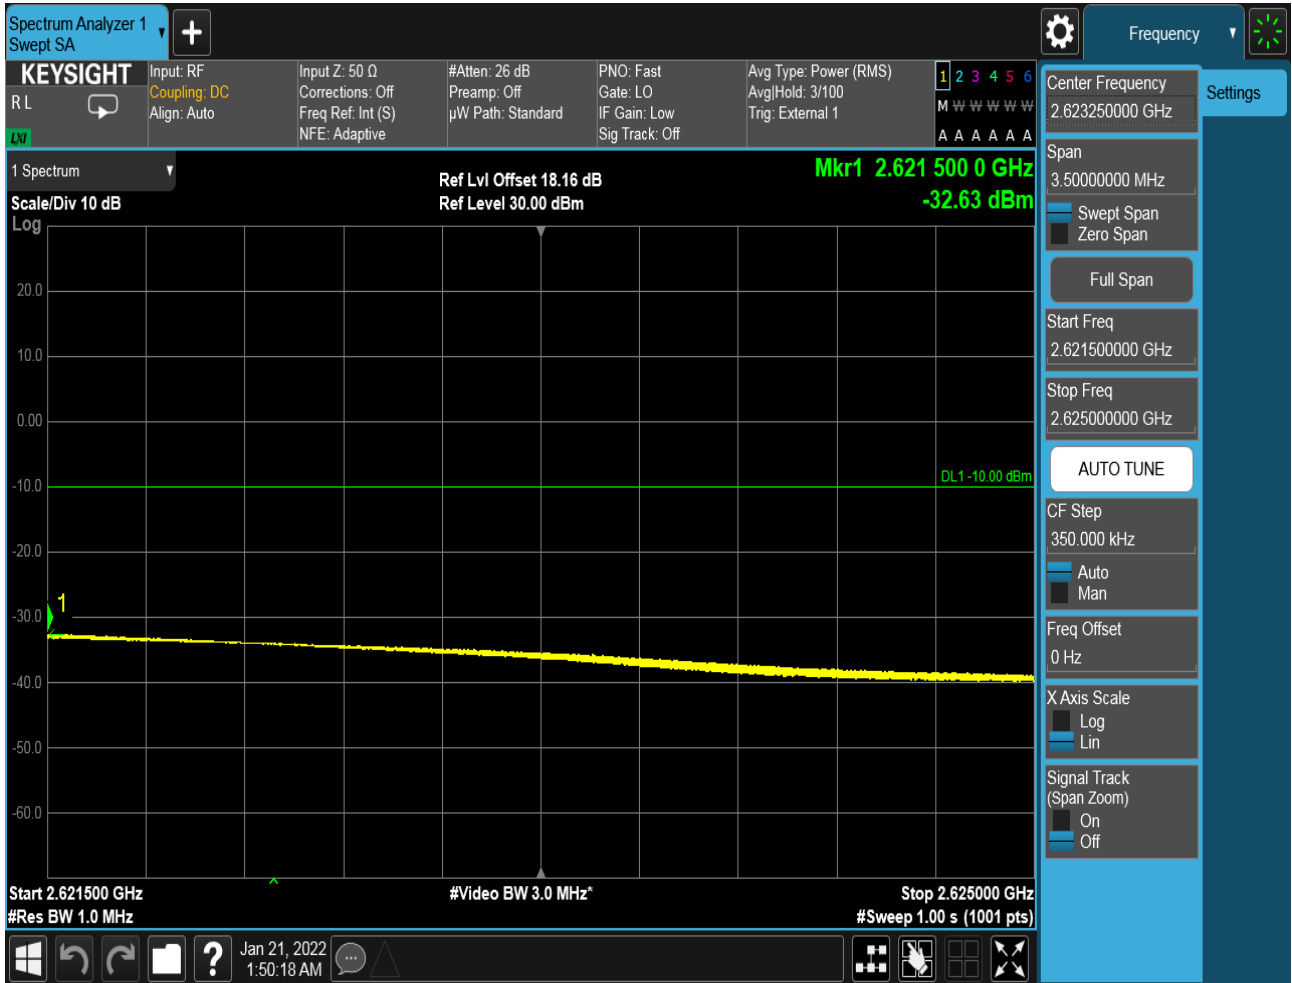 Spectrum Analyzer 1
Swept SA
Frequency
KEYSIGHT
R L
LXI
Input: RF
Coupling: DC
Align: Auto
Input Z: 50 Ω
Corrections: Off
Freq Ref: Int (S)
NFE: Adaptive
#Atten: 26 dB
Preamp: Off
µW Path: Standard
PNO: Fast
Gate: LO
IF Gain: Low
Sig Track: Off
Avg Type: Power (RMS)
Avg|Hold: 3/100
Trig: External 1
1 2 3 4 5 6
M W W W W W
A A A A A A
1 Spectrum
Scale/Div 10 dB
Log
Ref Lvl Offset 18.16 dB
Ref Level 30.00 dBm
Mkr1 2.621 500 0 GHz
-32.63 dBm
20.0
10.0
0.00
-10.0
-20.0
-30.0
-40.0
-50.0
-60.0
DL1 -10.00 dBm
1
Start 2.621500 GHz
#Res BW 1.0 MHz
#Video BW 3.0 MHz*
Stop 2.625000 GHz
#Sweep 1.00 s (1001 pts)
Jan 21, 2022
1:50:18 AM
Center Frequency
2.623250000 GHz
Settings
Span
3.50000000 MHz
Swept Span
Zero Span
Full Span
Start Freq
2.621500000 GHz
Stop Freq
2.625000000 GHz
AUTO TUNE
CF Step
350.000 kHz
Auto
Man
Freq Offset
0 Hz
X Axis Scale
Log
Lin
Signal Track
(Span Zoom)
On
Off